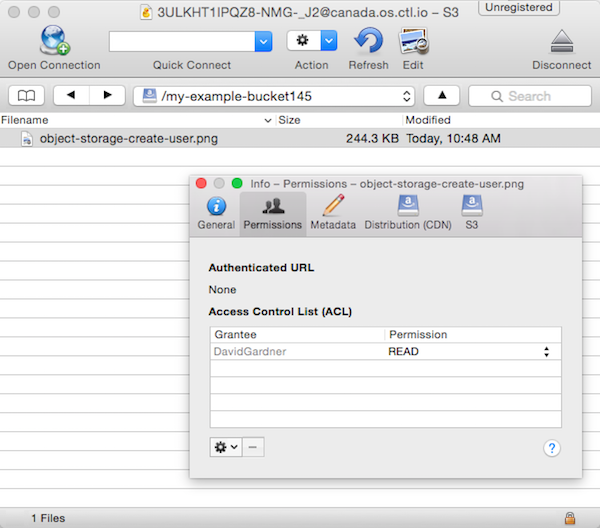 3ULKHT1IPQZ8-NMG-_J2@canada.os.ctl.io – S3
Unregistered
Open Connection
Quick Connect
Action
Refresh
Edit
Disconnect
/my-example-bucket145
Search
Filename
Size
Modified
object-storage-create-user.png
244.3 KB
Today, 10:48 AM
Info – Permissions – object-storage-create-user.png
General
Permissions
Metadata
Distribution (CDN)
S3
Authenticated URL
None
Access Control List (ACL)
Grantee
Permission
DavidGardner
READ
1 Files